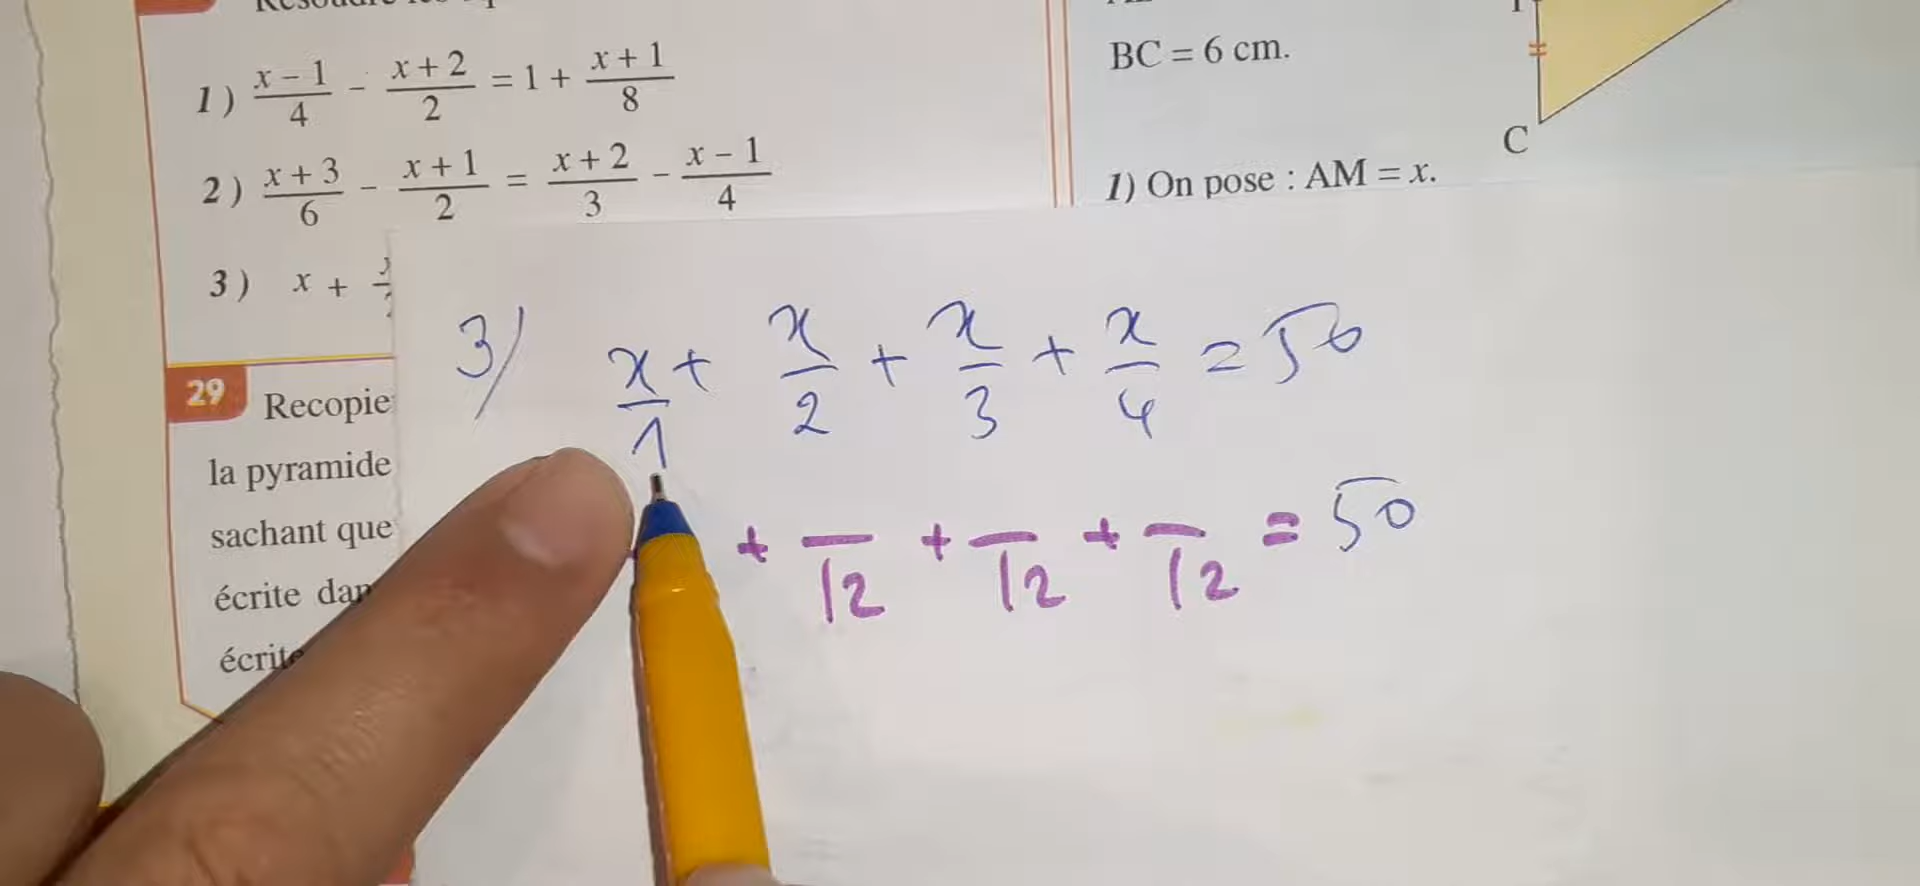 1) (x - 1)/4 - (x + 2)/2 = 1 + (x + 1)/8
2) (x + 3)/6 - (x + 1)/2 = (x + 2)/3 - (x - 1)/4
3) x +
29 Recopie
la pyramide
sachant que
écrite
BC = 6 cm.
C
1) On pose : AM = x.
3/ x/1 + x/2 + x/3 + x/4 = 50
+ /12 + /12 + /12 = 50